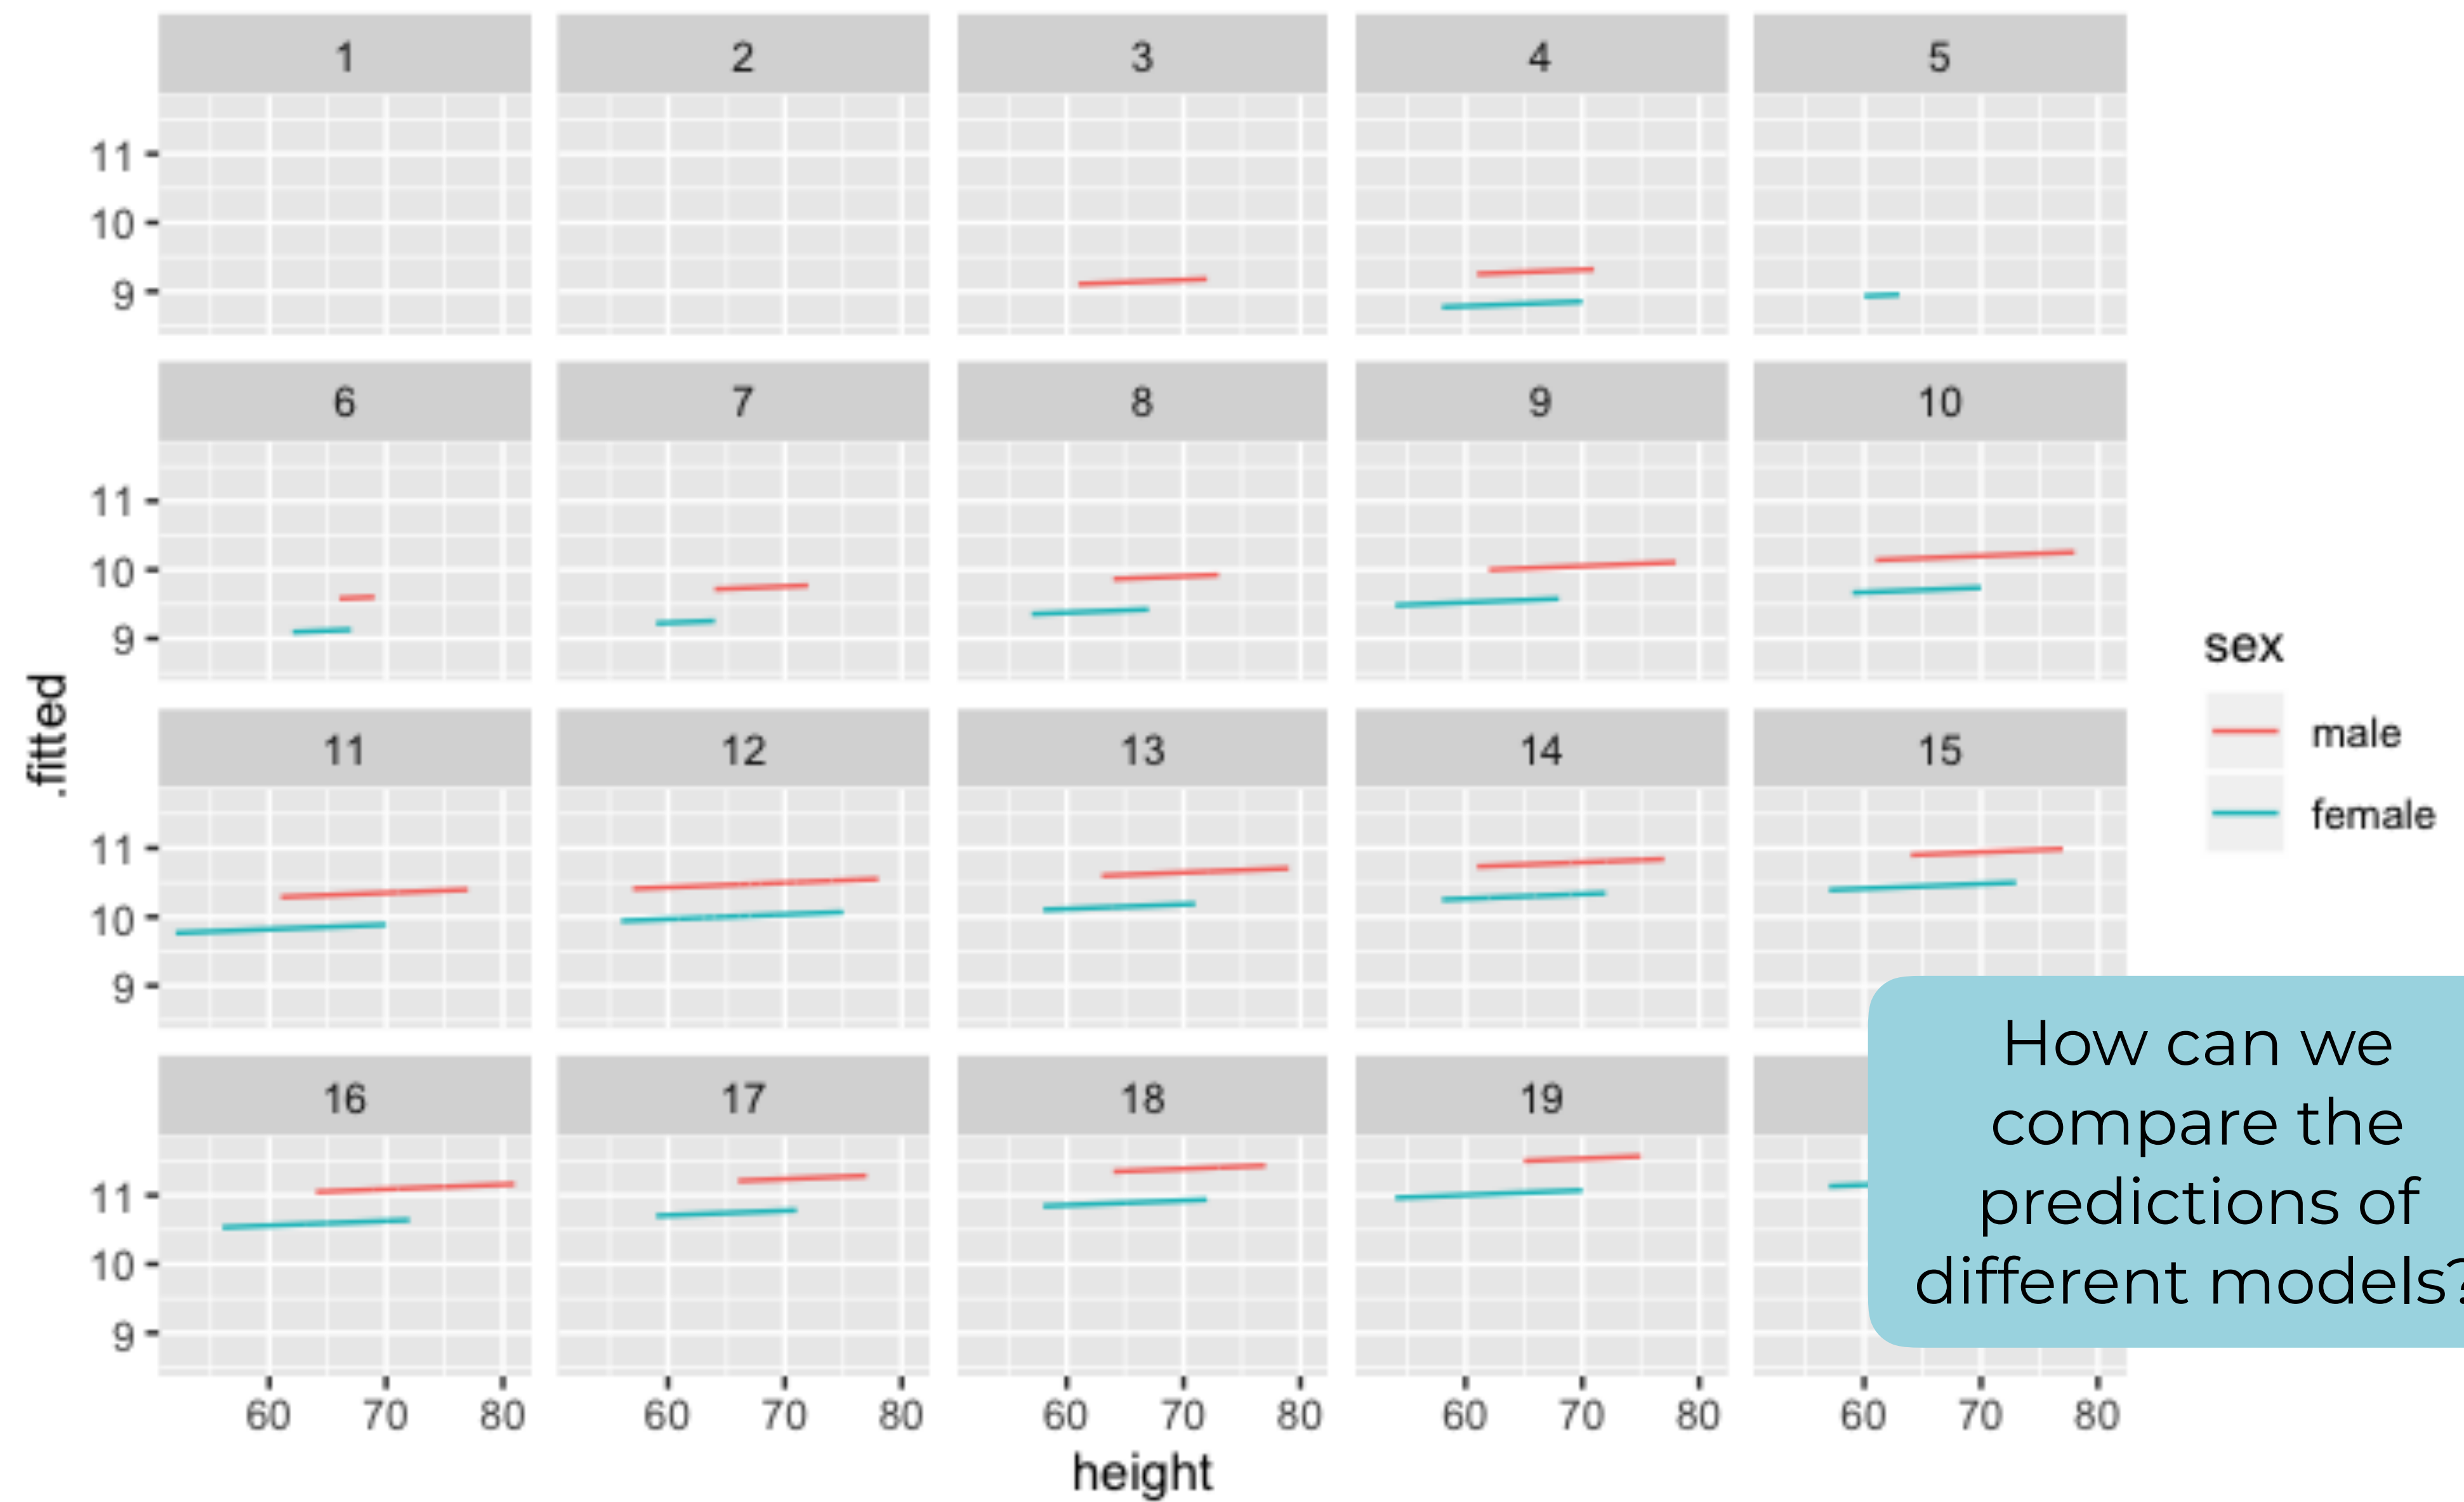 1 2 3 4 5
11
10
9
6 7 8 9 10
11
10
9
11 12 13 14 15
11
10
9
16 17 18 19
11
10
9
60 70 80 60 70 80 60 70 80 60 70 80 60 70 80
height
.fitted
sex
male
female
How can we
compare the
predictions of
different models?